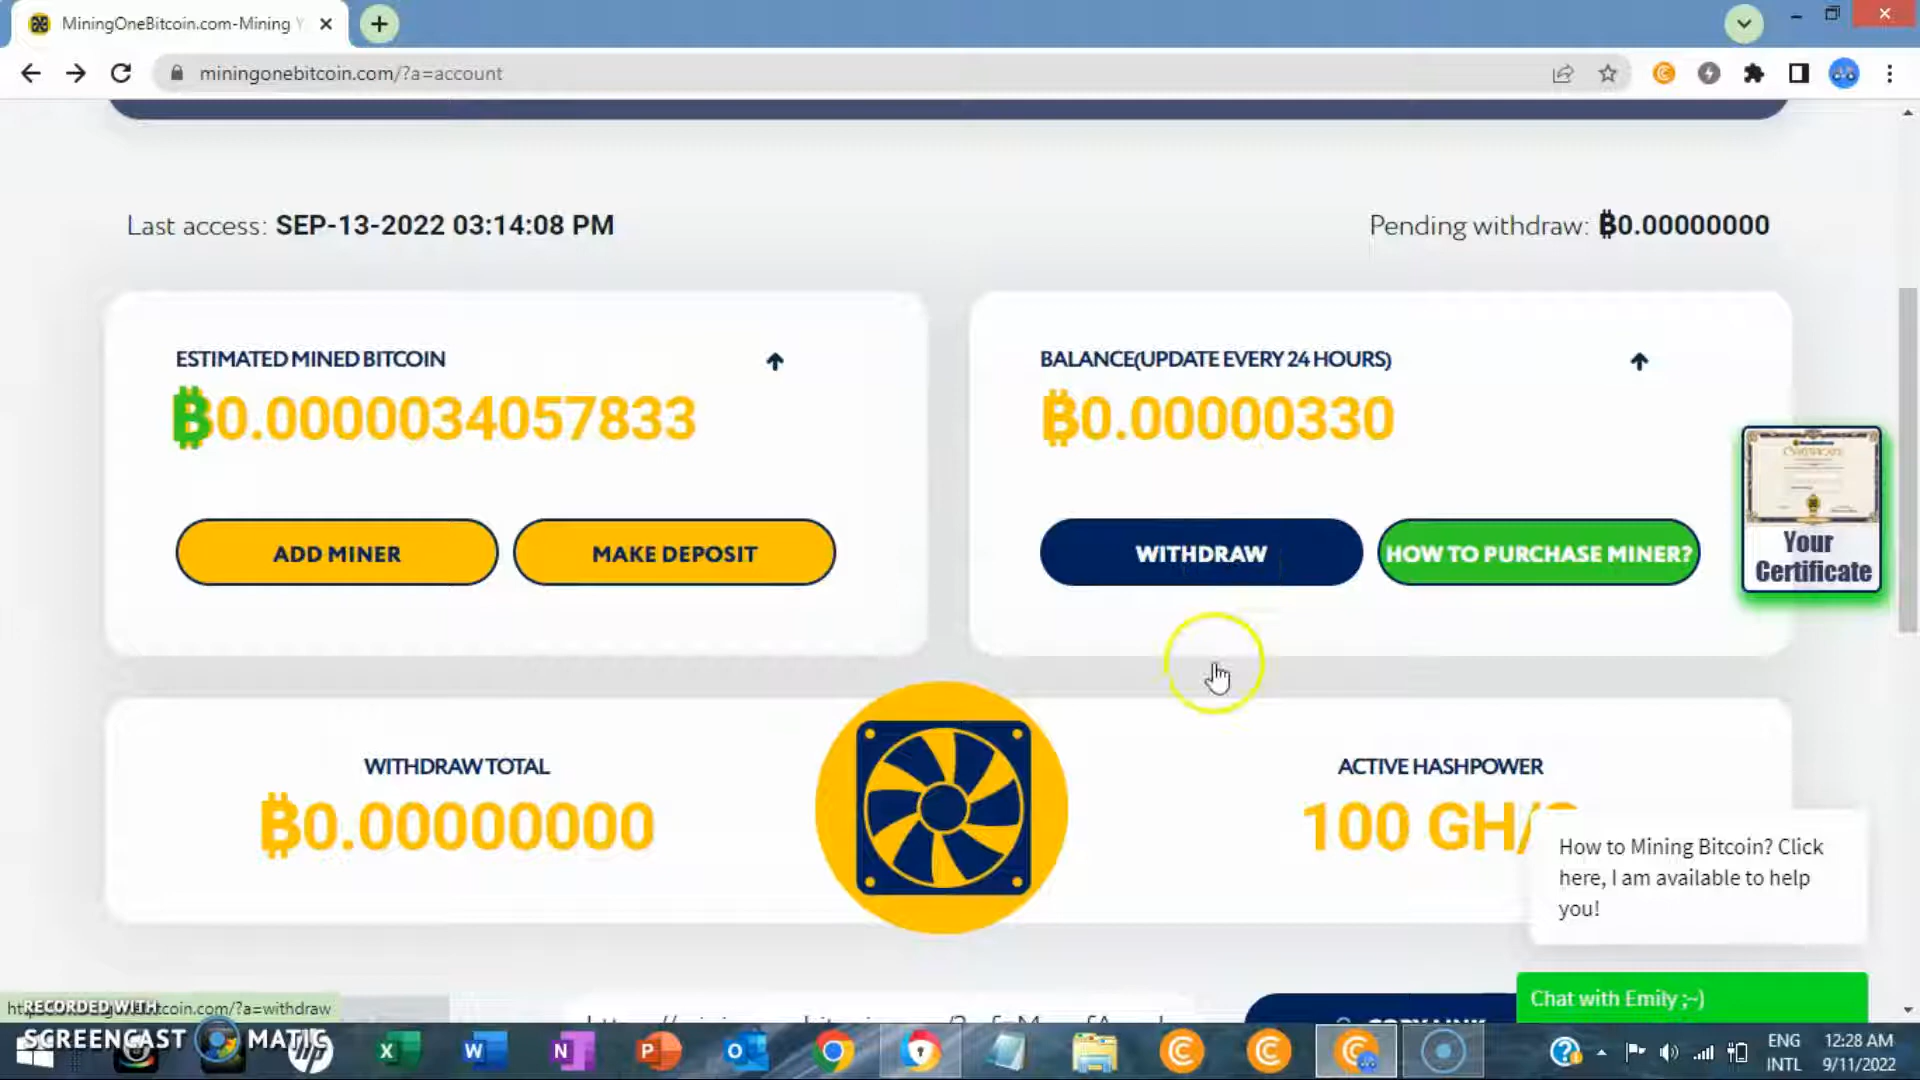 MiningOneBitcoin.com-Mining Y
miningonebitcoin.com/?a=account
Last access: SEP-13-2022 03:14:08 PM
Pending withdraw: ₿0.00000000
ESTIMATED MINED BITCOIN
₿0.0000034057833
ADD MINER
MAKE DEPOSIT
BALANCE(UPDATE EVERY 24 HOURS)
₿0.00000330
WITHDRAW
HOW TO PURCHASE MINER?
Your
Certificate
WITHDRAW TOTAL
₿0.00000000
ACTIVE HASHPOWER
100 GH/
How to Mining Bitcoin? Click
here, I am available to help
you!
Chat with Emily ;-)
COPY LINK
RECORDED WITH
coin.com/?a=withdraw
SCREENCAST MATIC
ENG
INTL
12:28 AM
9/11/2022